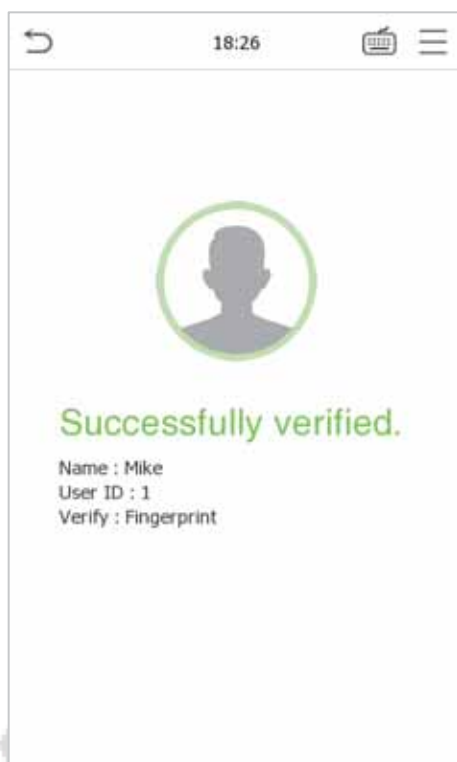 18:26
Successfully verified.
Name : Mike
User ID : 1
Verify : Fingerprint